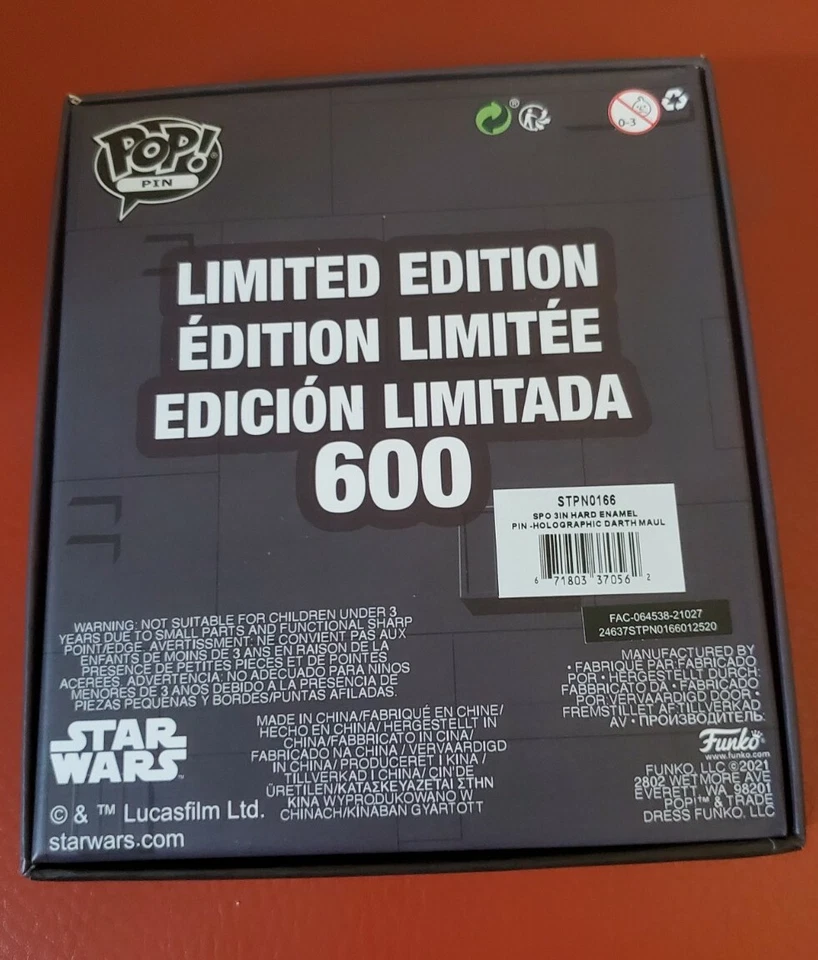 POP!
PIN
®
0-3
LIMITED EDITION
ÉDITION LIMITÉE
EDICIÓN LIMITADA
600
STPN0166
SPO 3IN HARD ENAMEL
PIN -HOLOGRAPHIC DARTH MAUL
6 71803 37056 2
FAC-064538-21027
24637STPN0166012520
WARNING: NOT SUITABLE FOR CHILDREN UNDER 3
YEARS DUE TO SMALL PARTS AND FUNCTIONAL SHARP
POINT/EDGE. AVERTISSEMENT: NE CONVIENT PAS AUX
ENFANTS DE MOINS DE 3 ANS EN RAISON DE LA
PRESENCE DE PETITES PIECES ET DE POINTES
ACEREES. ADVERTENCIA: NO ADECUADO PARA NINOS
MENORES DE 3 ANOS DEBIDO A LA PRESENCIA DE
PIEZAS PEQUENAS Y BORDES/PUNTAS AFILADAS.
STAR
WARS™
© & ™ Lucasfilm Ltd.
starwars.com
MADE IN CHINA/FABRIQUÉ EN CHINE/
HECHO EN CHINA/HERGESTELLT IN
CHINA/FABBRICATO IN CINA/
FABRICADO NA CHINA / VERVAARDIGD
IN CHINA/PRODUCERET I KINA /
TILLVERKAD I CHINA/ ÇIN'DE
ÜRETILEN/ΚΑΤΑΣΚΕΥΑΖΕΤΑΙ ΣΤΗΝ
ΚΙΝΑ WYPRODUKOWANO W
CHINACH/KÍNÁBAN GYÁRTOTT
MANUFACTURED BY
• FABRIQUÉ PAR:FABRICADO
POR • HERGESTELLT DURCH:
FABBRICATO DA • FABRICADO
POR • VERVAARDIGD DOOR •
FREMSTILLET AF:TILLVERKAD
AV • ПРОИЗВОДИТЕЛЬ:
Funko®
www.funko.com
FUNKO, LLC ©2021
2802 WETMORE AVE
EVERETT, WA, 98201
POP!™ & TRADE
DRESS FUNKO, LLC